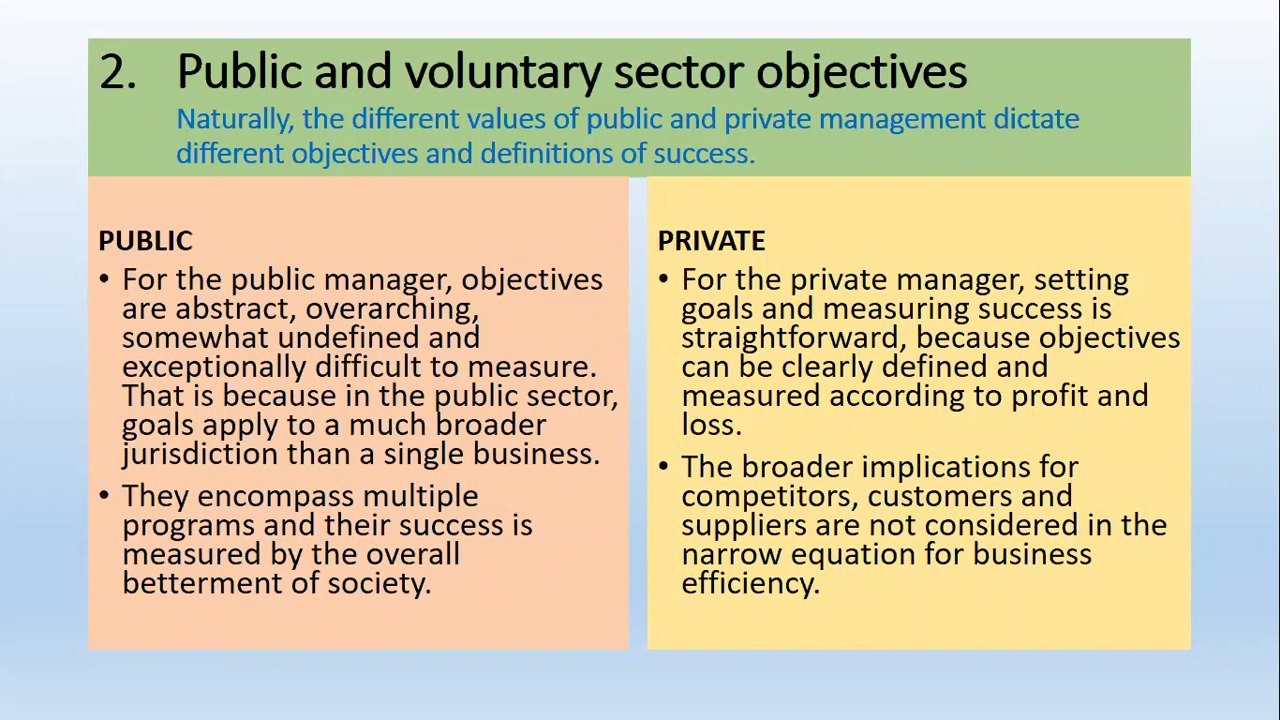 2. Public and voluntary sector objectives
Naturally, the different values of public and private management dictate
different objectives and definitions of success.
PUBLIC
• For the public manager, objectives
are abstract, overarching,
somewhat undefined and
exceptionally difficult to measure.
That is because in the public sector,
goals apply to a much broader
jurisdiction than a single business.
• They encompass multiple
programs and their success is
measured by the overall
betterment of society.
PRIVATE
• For the private manager, setting
goals and measuring success is
straightforward, because objectives
can be clearly defined and
measured according to profit and
loss.
• The broader implications for
competitors, customers and
suppliers are not considered in the
narrow equation for business
efficiency.